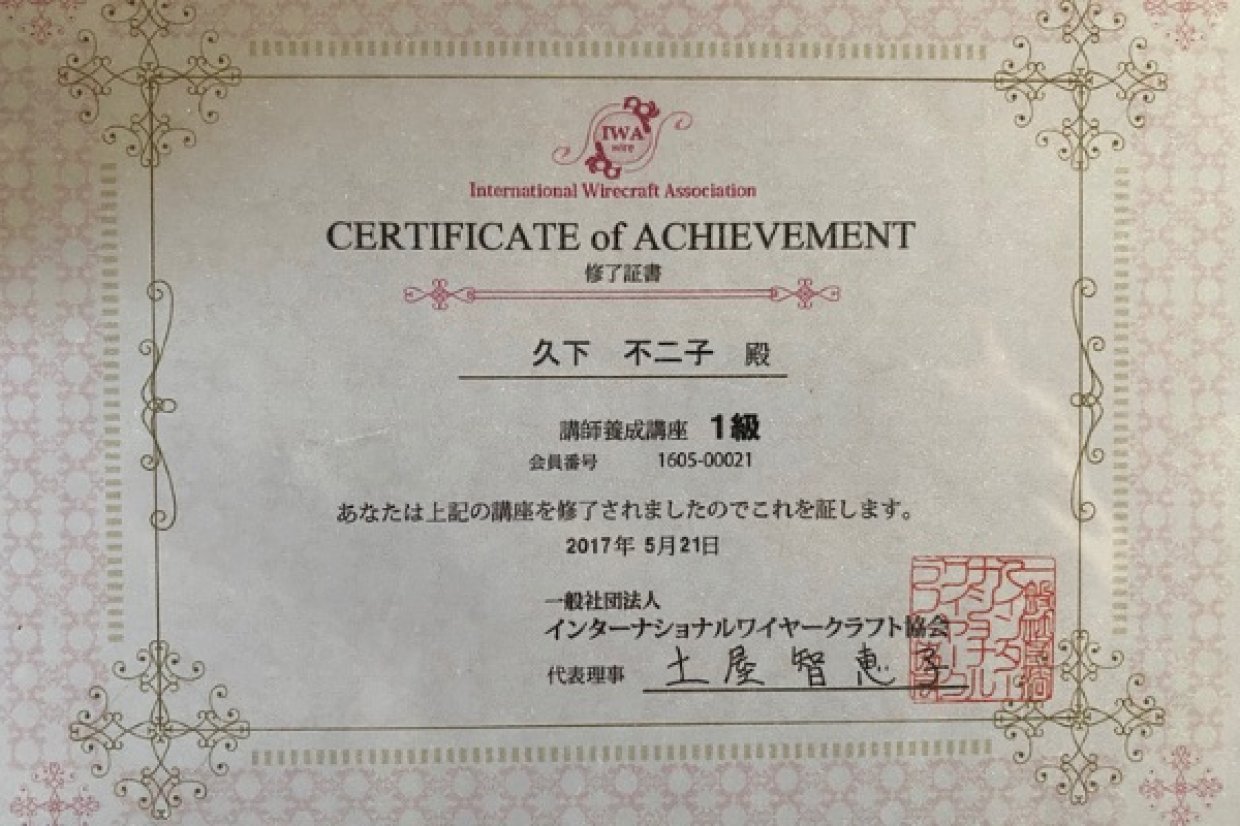 IWA
wire
International Wirecraft Association
CERTIFICATE of ACHIEVEMENT
修了証書
久下 不二子 殿
講師養成講座 1級
会員番号 1605-00021
あなたは上記の講座を修了されましたのでこれを証します。
2017年 5月21日
一般社団法人
インターナショナルワイヤークラフト協会
代表理事 土屋 智恵子